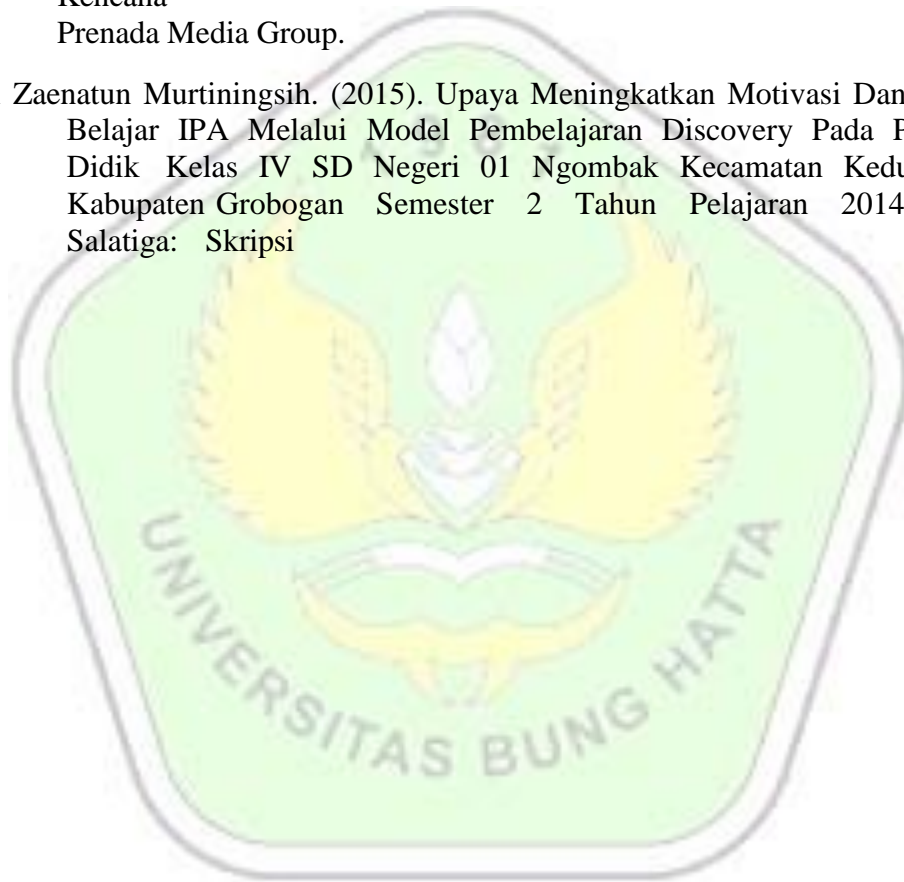 Kencana
Prenada Media Group.
Zaenatun Murtiningsih. (2015). Upaya Meningkatkan Motivasi Dan
Belajar IPA Melalui Model Pembelajaran Discovery Pada P
Didik Kelas IV SD Negeri 01 Ngombak Kecamatan Kedu
Kabupaten Grobogan Semester 2 Tahun Pelajaran 2014
Salatiga: Skripsi
UNIVERSITAS BUNG HATTA